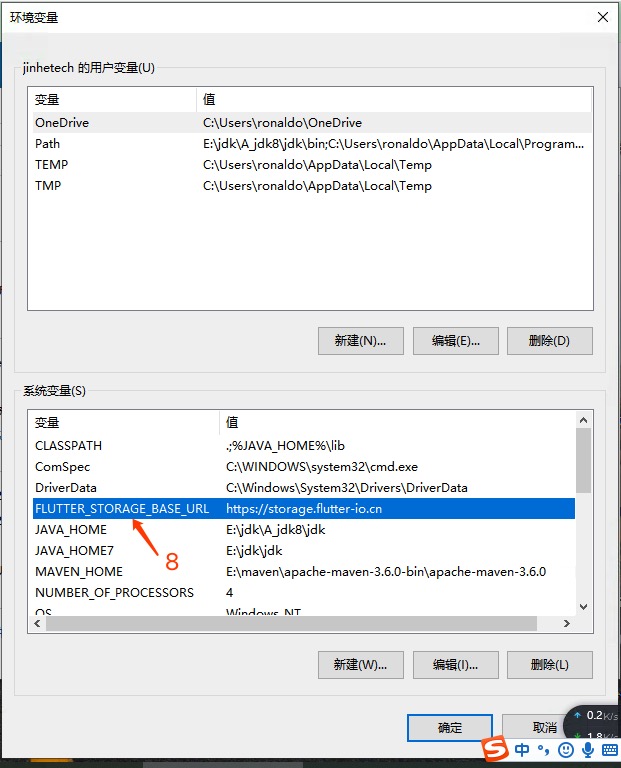 环境变量
jinhetech 的用户变量(U)
变量 值
OneDrive C:\Users\ronaldo\OneDrive
Path E:\jdk\A_jdk8\jdk\bin;C:\Users\ronaldo\AppData\Local\Program...
TEMP C:\Users\ronaldo\AppData\Local\Temp
TMP C:\Users\ronaldo\AppData\Local\Temp
新建(N)... 编辑(E)... 删除(D)
系统变量(S)
变量 值
CLASSPATH .;%JAVA_HOME%\lib
ComSpec C:\WINDOWS\system32\cmd.exe
DriverData C:\Windows\System32\Drivers\DriverData
FLUTTER_STORAGE_BASE_URL https://storage.flutter-io.cn
JAVA_HOME E:\jdk\A_jdk8\jdk
JAVA_HOME7 E:\jdk\jdk
8
MAVEN_HOME E:\maven\apache-maven-3.6.0-bin\apache-maven-3.6.0
NUMBER_OF_PROCESSORS 4
OS Windows_NT
新建(W)... 编辑(I)... 删除(L)
确定 取消
0.2K/s
1.8K/s
S 中